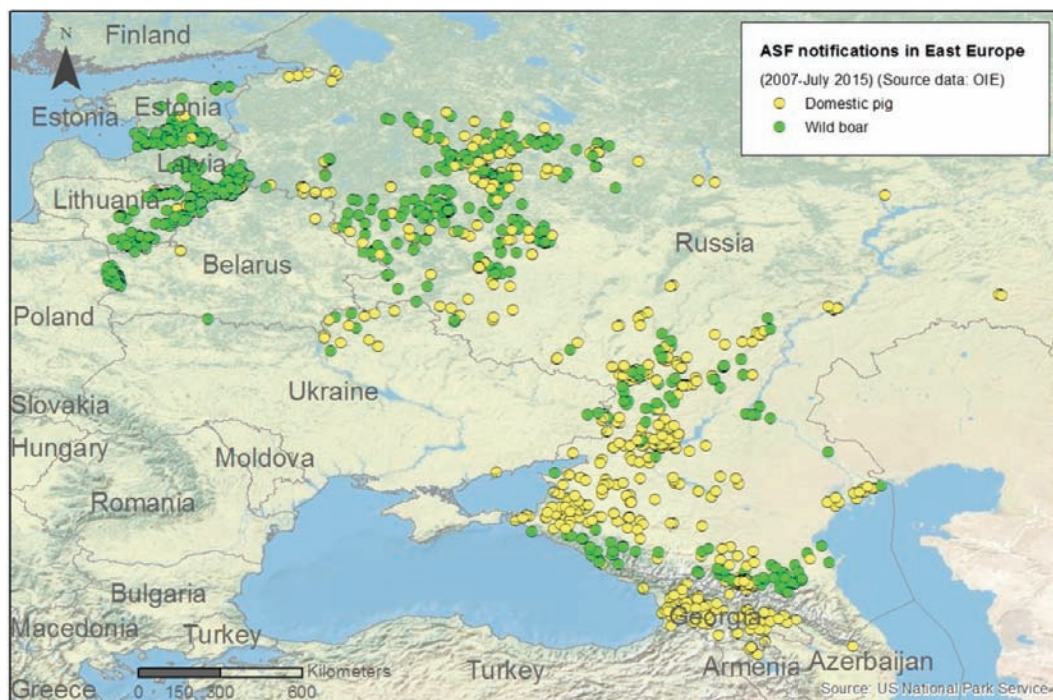 Finland
N
Estonia
Estonia
Latvia
Lithuania
Belarus
Poland
Russia
Slovakia
Ukraine
Hungary
Moldova
Romania
Bulgaria
Macedonia
Turkey
Greece
Georgia
Turkey
Armenia
Azerbaijan
ASF notifications in East Europe
(2007-July 2015) (Source data: OIE)
Domestic pig
Wild boar
Kilometers
0 150 300 600
Source: US National Park Service